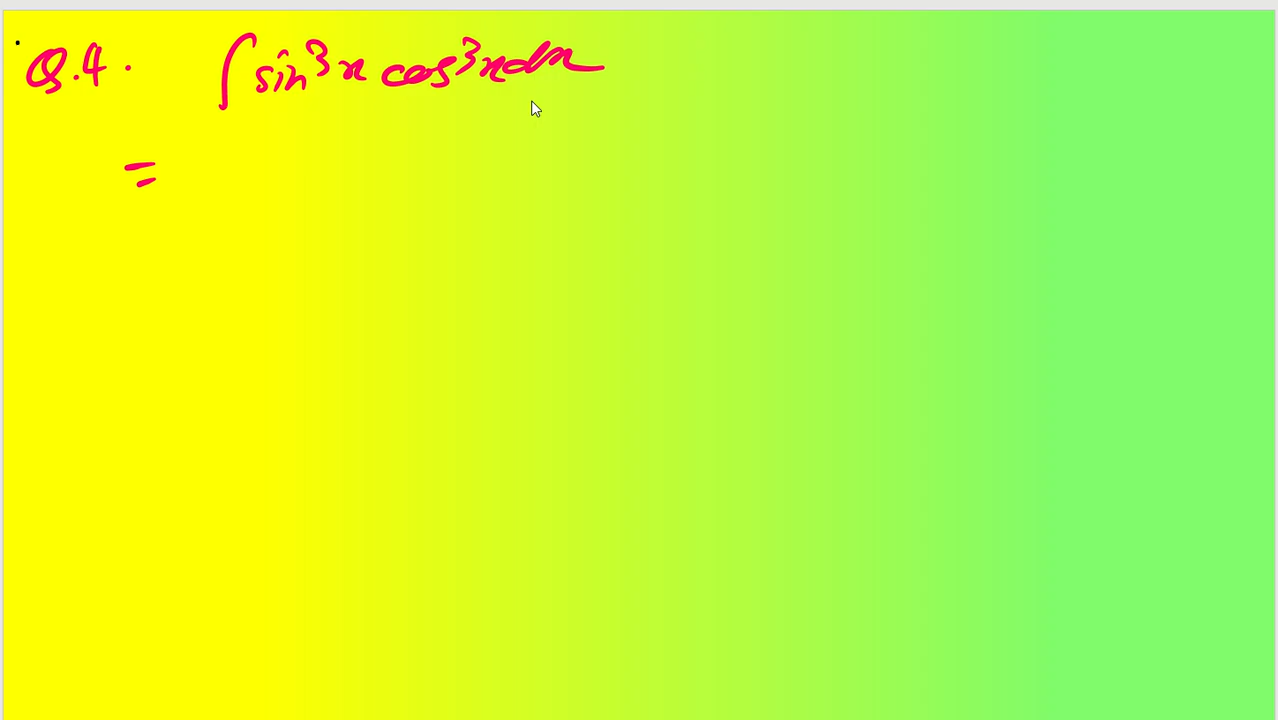 Q.4. ∫ sin³x cos³x dx
=